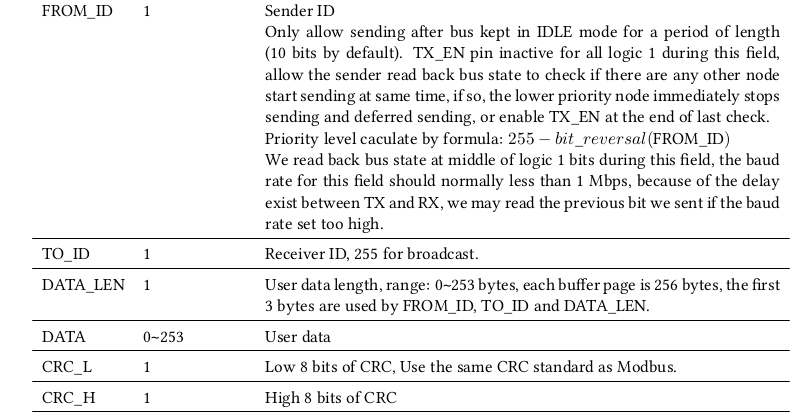 FROM_ID 1 Sender ID
Only allow sending after bus kept in IDLE mode for a period of length
(10 bits by default). TX_EN pin inactive for all logic 1 during this field,
allow the sender read back bus state to check if there are any other node
start sending at same time, if so, the lower priority node immediately stops
sending and deferred sending, or enable TX_EN at the end of last check.
Priority level caculate by formula: 255 − bit_reversal(FROM_ID)
We read back bus state at middle of logic 1 bits during this field, the baud
rate for this field should normally less than 1 Mbps, because of the delay
exist between TX and RX, we may read the previous bit we sent if the baud
rate set too high.
TO_ID 1 Receiver ID, 255 for broadcast.
DATA_LEN 1 User data length, range: 0~253 bytes, each buffer page is 256 bytes, the first
3 bytes are used by FROM_ID, TO_ID and DATA_LEN.
DATA 0~253 User data
CRC_L 1 Low 8 bits of CRC, Use the same CRC standard as Modbus.
CRC_H 1 High 8 bits of CRC